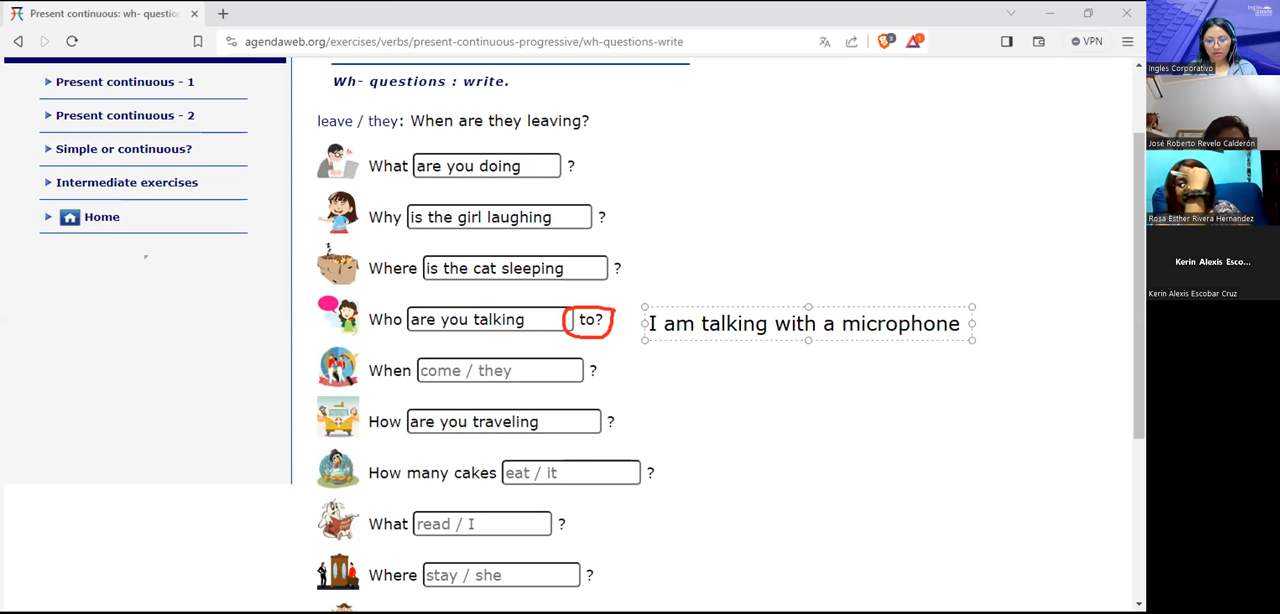 Present continuous: wh- questio
agendaweb.org/exercises/verbs/present-continuous-progressive/wh-questions-write
VPN
Present continuous - 1
Present continuous - 2
Simple or continuous?
Intermediate exercises
Home
Wh- questions : write.
leave / they: When are they leaving?
What are you doing ?
Why is the girl laughing ?
Where is the cat sleeping ?
Who are you talking to?
I am talking with a microphone
When come / they ?
How are you traveling ?
How many cakes eat / it ?
What read / I ?
Where stay / she ?
Ingles Corporativo
José Roberto Revelo Calderón
Rosa Esther Rivera Hernandez
Kerin Alexis Esco...
Kerin Alexis Escobar Cruz